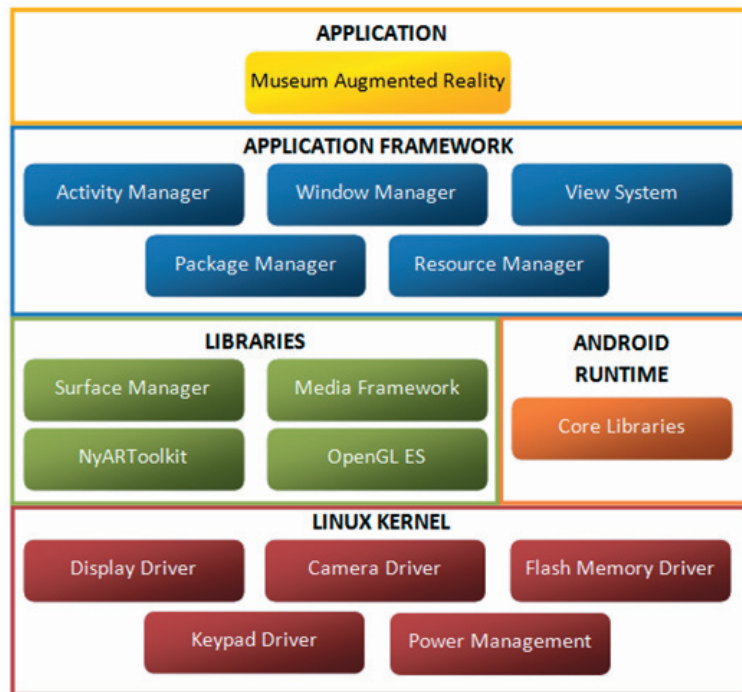 APPLICATION
Museum Augmented Reality
APPLICATION FRAMEWORK
Activity Manager
Window Manager
View System
Package Manager
Resource Manager
LIBRARIES
Surface Manager
Media Framework
NyARToolkit
OpenGL ES
ANDROID
RUNTIME
Core Libraries
LINUX KERNEL
Display Driver
Camera Driver
Flash Memory Driver
Keypad Driver
Power Management